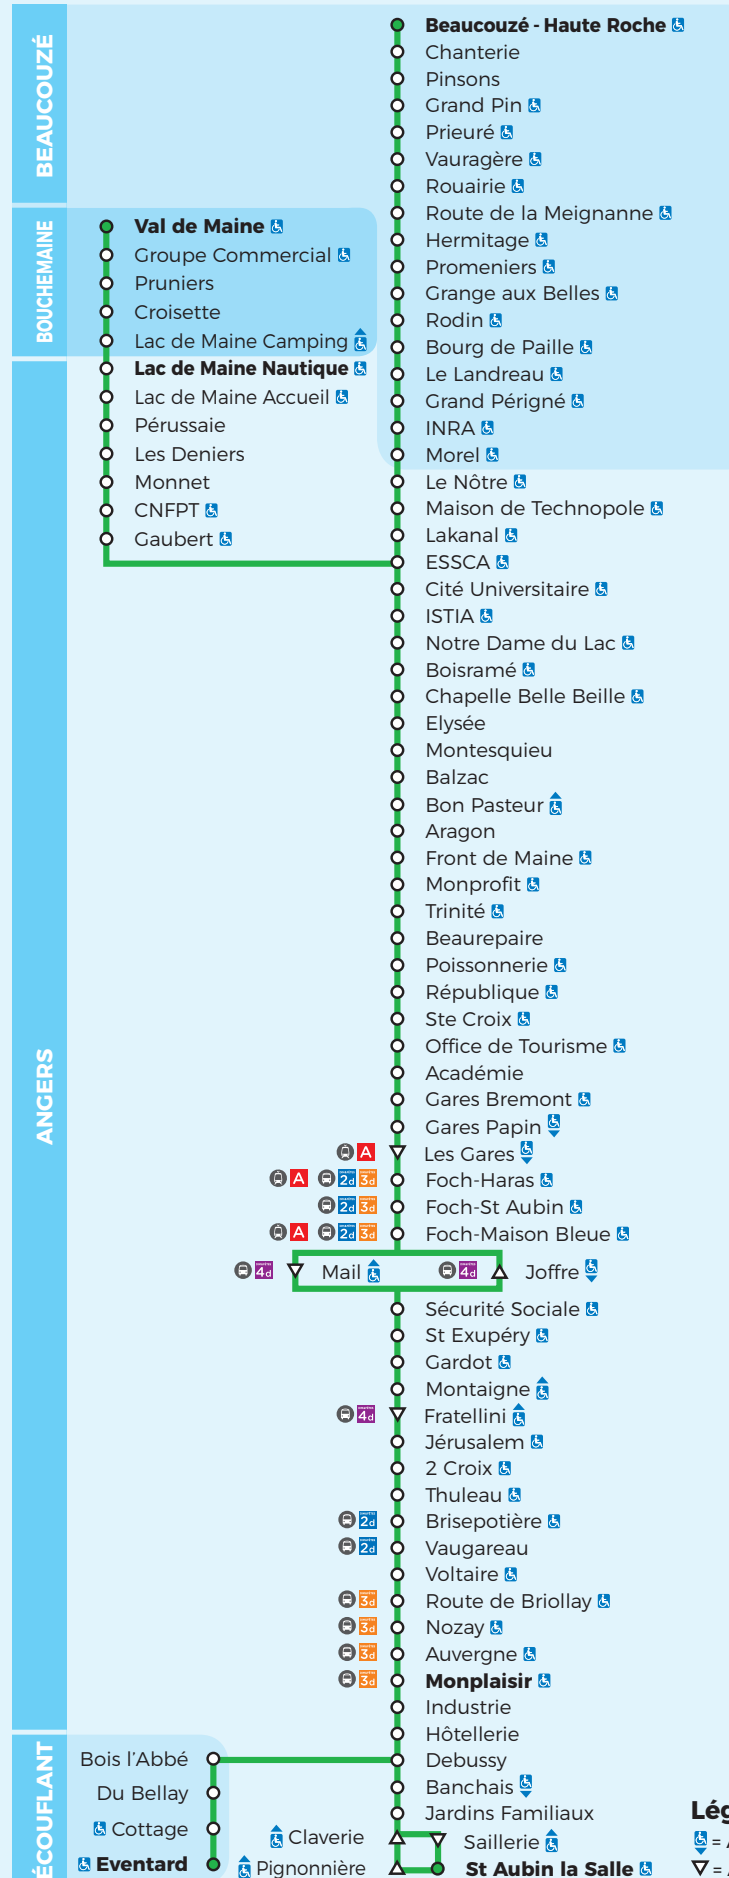 BEAUCOUZÉ
Beaucouzé - Haute Roche
Chanterie
Pinsons
Grand Pin
Prieuré
Vauragère
Rouairie
Route de la Meignanne
Hermitage
Promeniers
Grange aux Belles
Rodin
Bourg de Paille
Le Landreau
Grand Périgné
INRA
Morel
BOUCHEMAINE
Val de Maine
Groupe Commercial
Pruniers
Croisette
Lac de Maine Camping
ANGERS
Lac de Maine Nautique
Lac de Maine Accueil
Pérussaie
Les Deniers
Monnet
CNFPT
Gaubert
Le Nôtre
Maison de Technopole
Lakanal
ESSCA
Cité Universitaire
ISTIA
Notre Dame du Lac
Boisramé
Chapelle Belle Beille
Elysée
Montesquieu
Balzac
Bon Pasteur
Aragon
Front de Maine
Monprofit
Trinité
Beaurepaire
Poissonnerie
République
Ste Croix
Office de Tourisme
Académie
Gares Bremont
Gares Papin
A Les Gares
A 2d 3d Foch-Haras
2d 3d Foch-St Aubin
A 2d 3d Foch-Maison Bleue
4d Mail 4d Joffre
Sécurité Sociale
St Exupéry
Gardot
Montaigne
4d Fratellini
Jérusalem
2 Croix
Thuleau
2d Brisepotière
2d Vaugareau
Voltaire
3d Route de Briollay
3d Nozay
3d Auvergne
3d Monplaisir
Industrie
Hôtellerie
Debussy
Banchais
Jardins Familiaux
ÉCOUFLANT
Bois l'Abbé
Du Bellay
Cottage
Eventard
Claverie
Saillerie
Pignonnière
St Aubin la Salle
Lég
= A
= A